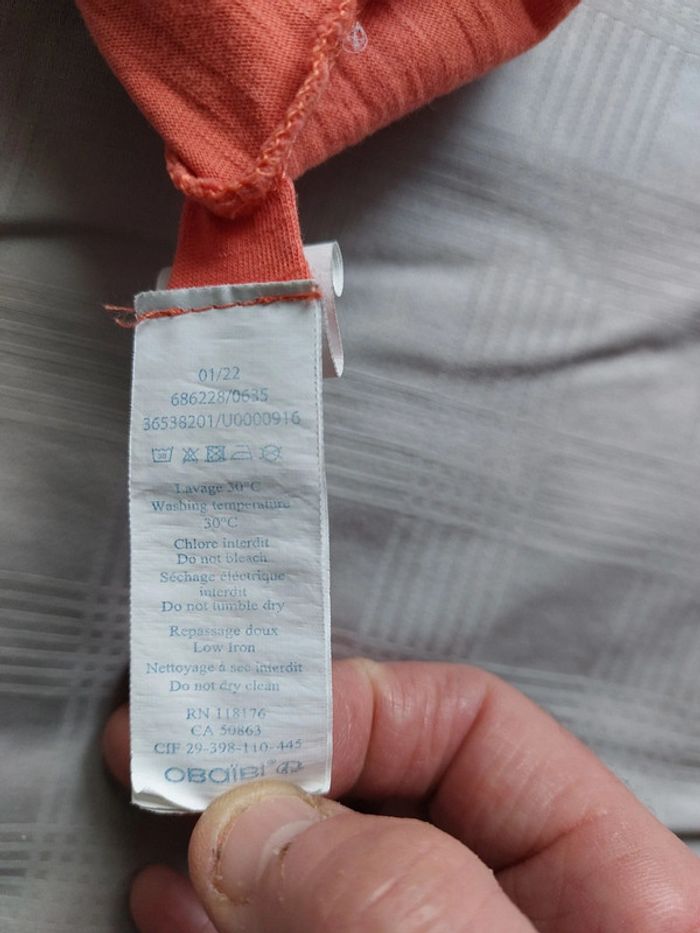 01/22
686228/0635
36538201/U0000916
30
Lavage 30°C
Washing temperature
30°C
Chlore interdit
Do not bleach
Séchage éléctrique
interdit
Do not tumble dry
Repassage doux
Low Iron
Nettoyage à sec interdit
Do not dry clean
RN 118176
CA 50863
CIF 29-398-110-445
OBaïBi®